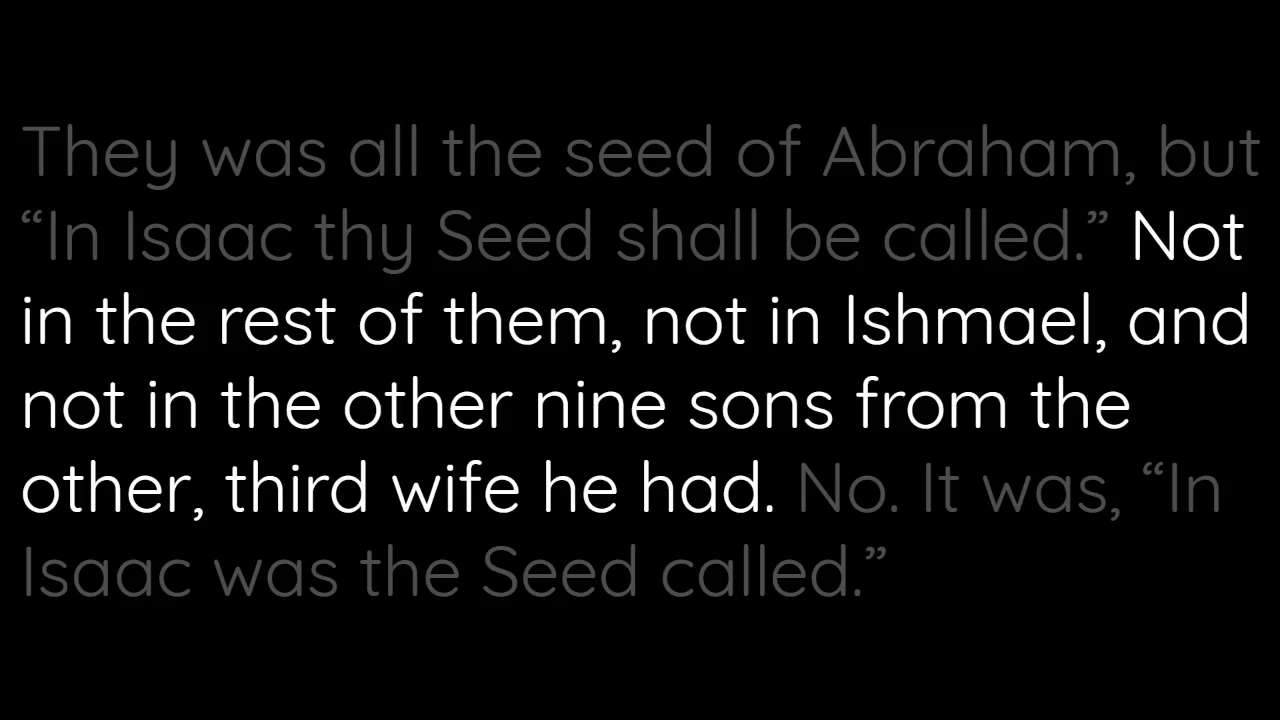 They was all the seed of Abraham, but
“In Isaac thy Seed shall be called.” Not
in the rest of them, not in Ishmael, and
not in the other nine sons from the
other, third wife he had. No. It was, “In
Isaac was the Seed called.”